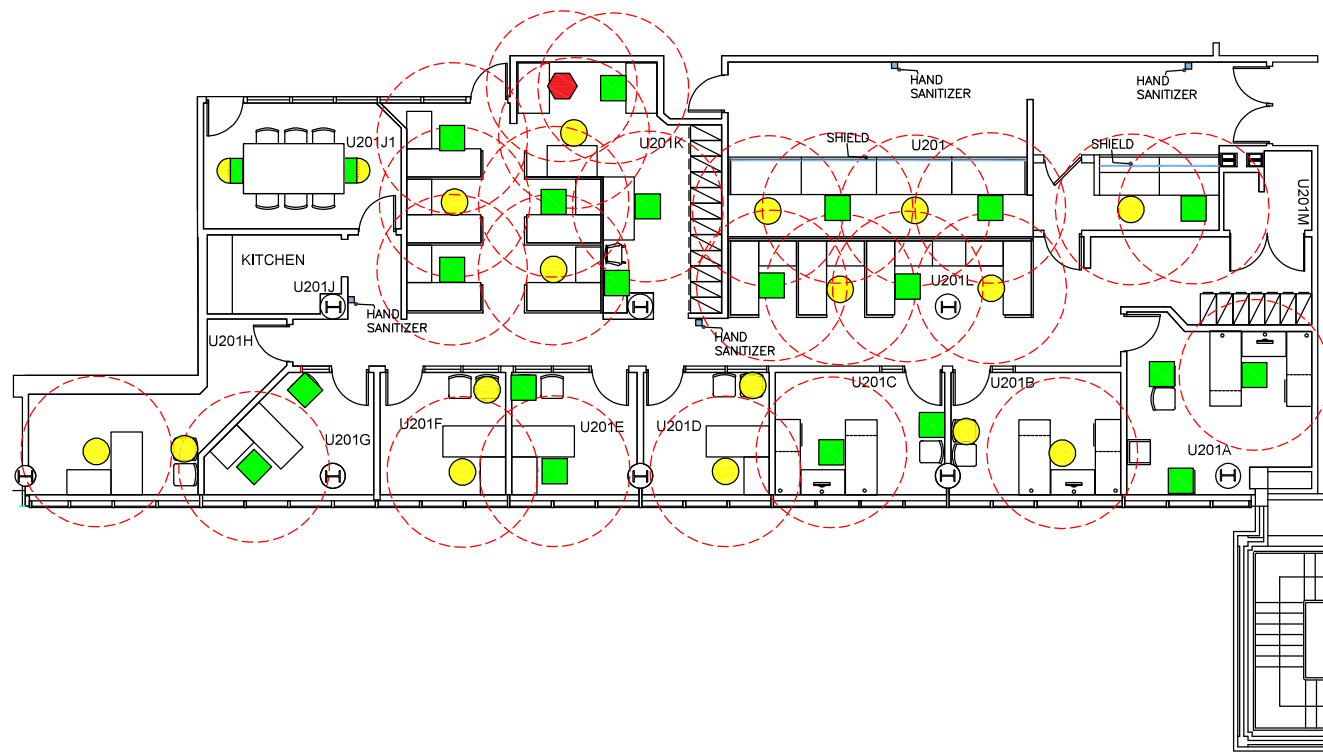 HAND
SANITIZER
HAND
SANITIZER
U201J1
U201K
SHIELD
U201
SHIELD
U201M
KITCHEN
U201J
HAND
SANITIZER
U201L
U201H
HAND
SANITIZER
U201G
U201F
U201E
U201D
U201C
U201B
U201A